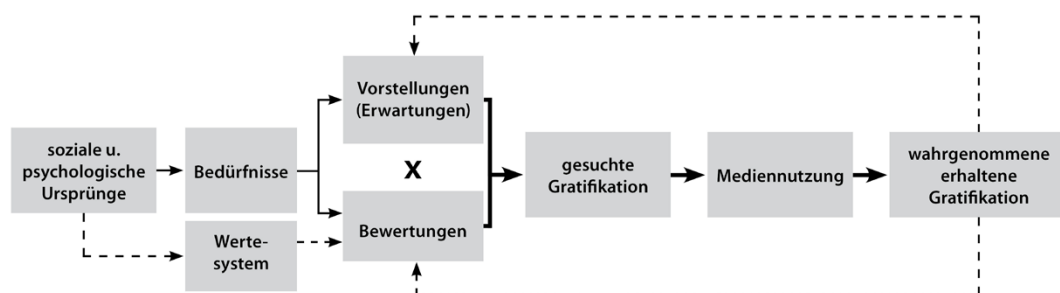 soziale u.
psychologische
Ursprünge
Bedürfnisse
Werte-
system
Vorstellungen
(Erwartungen)
X
Bewertungen
gesuchte
Gratifikation
Mediennutzung
wahrgenommene
erhaltene
Gratifikation